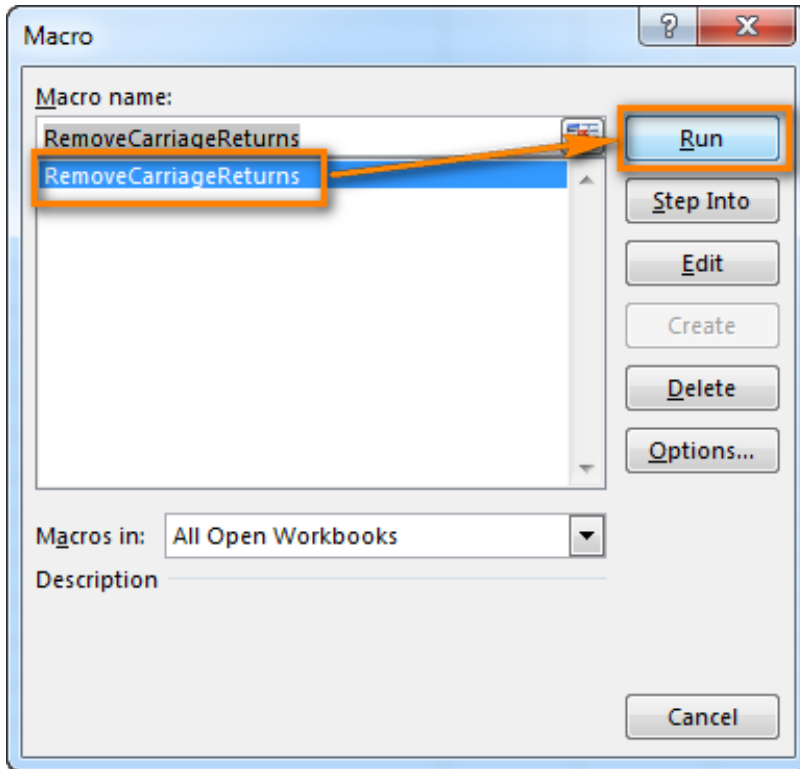 Macro
?
X
Macro name:
RemoveCarriageReturns
RemoveCarriageReturns
Run
Step Into
Edit
Create
Delete
Options...
Macros in: All Open Workbooks
Description
Cancel